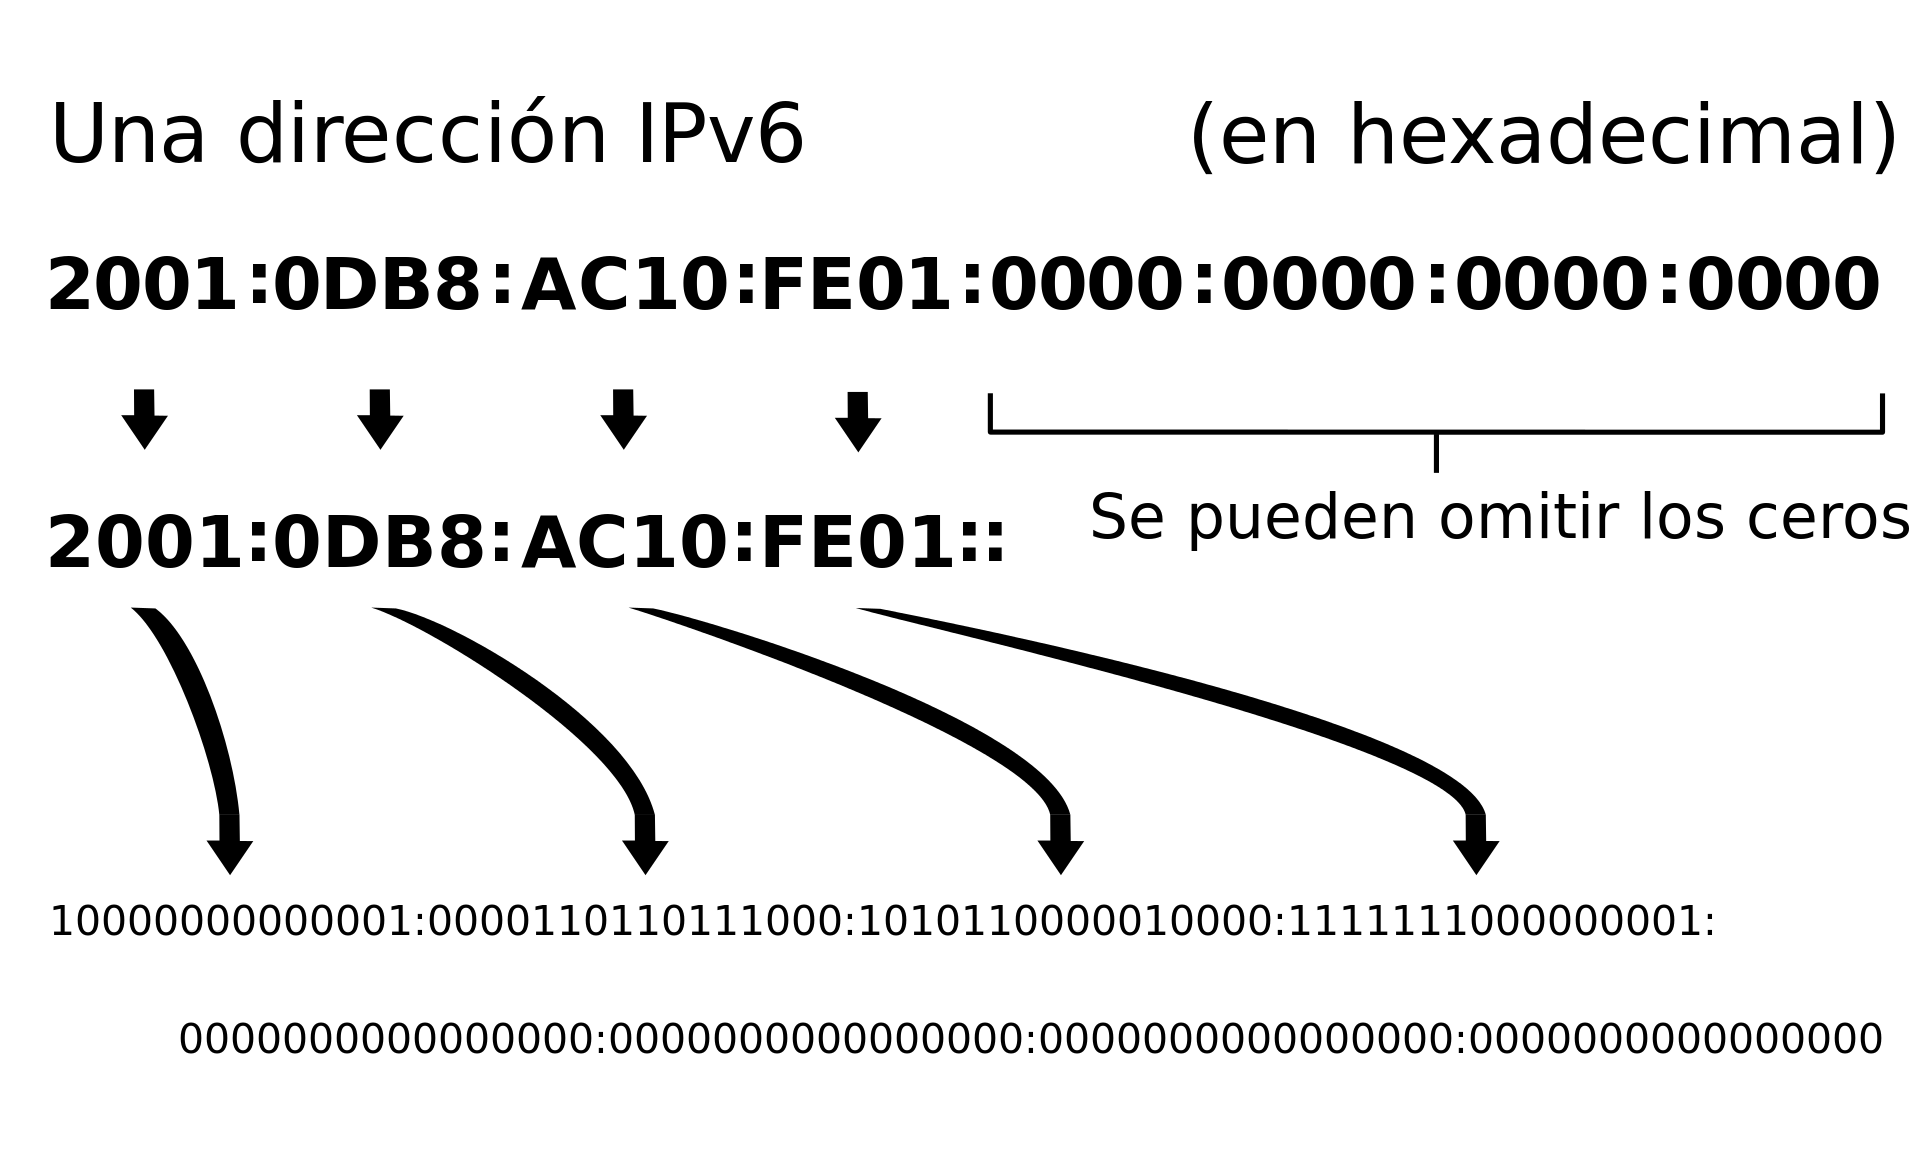 Una dirección IPv6 (en hexadecimal)
2001:0DB8:AC10:FE01:0000:0000:0000:0000
2001:0DB8:AC10:FE01:: Se pueden omitir los ceros
10000000000001:0000110110111000:1010110000010000:1111111000000001:
0000000000000000:0000000000000000:0000000000000000:0000000000000000